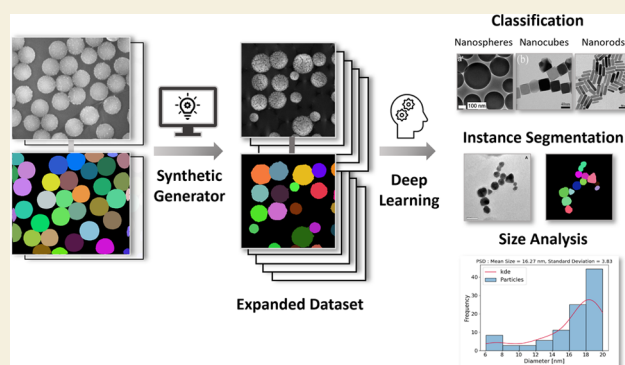 Classification
Nanospheres Nanocubes Nanorods
a
(b)
100 nm
Synthetic
Generator
Deep
Learning
Expanded Dataset
Instance Segmentation
A
Size Analysis
PSD : Mean Size = 16.27 nm, Standard Deviation = 3.83
kde
Particles
Frequency
40
30
20
10
0
6 8 10 12 14 16 18 20
Diameter [nm]